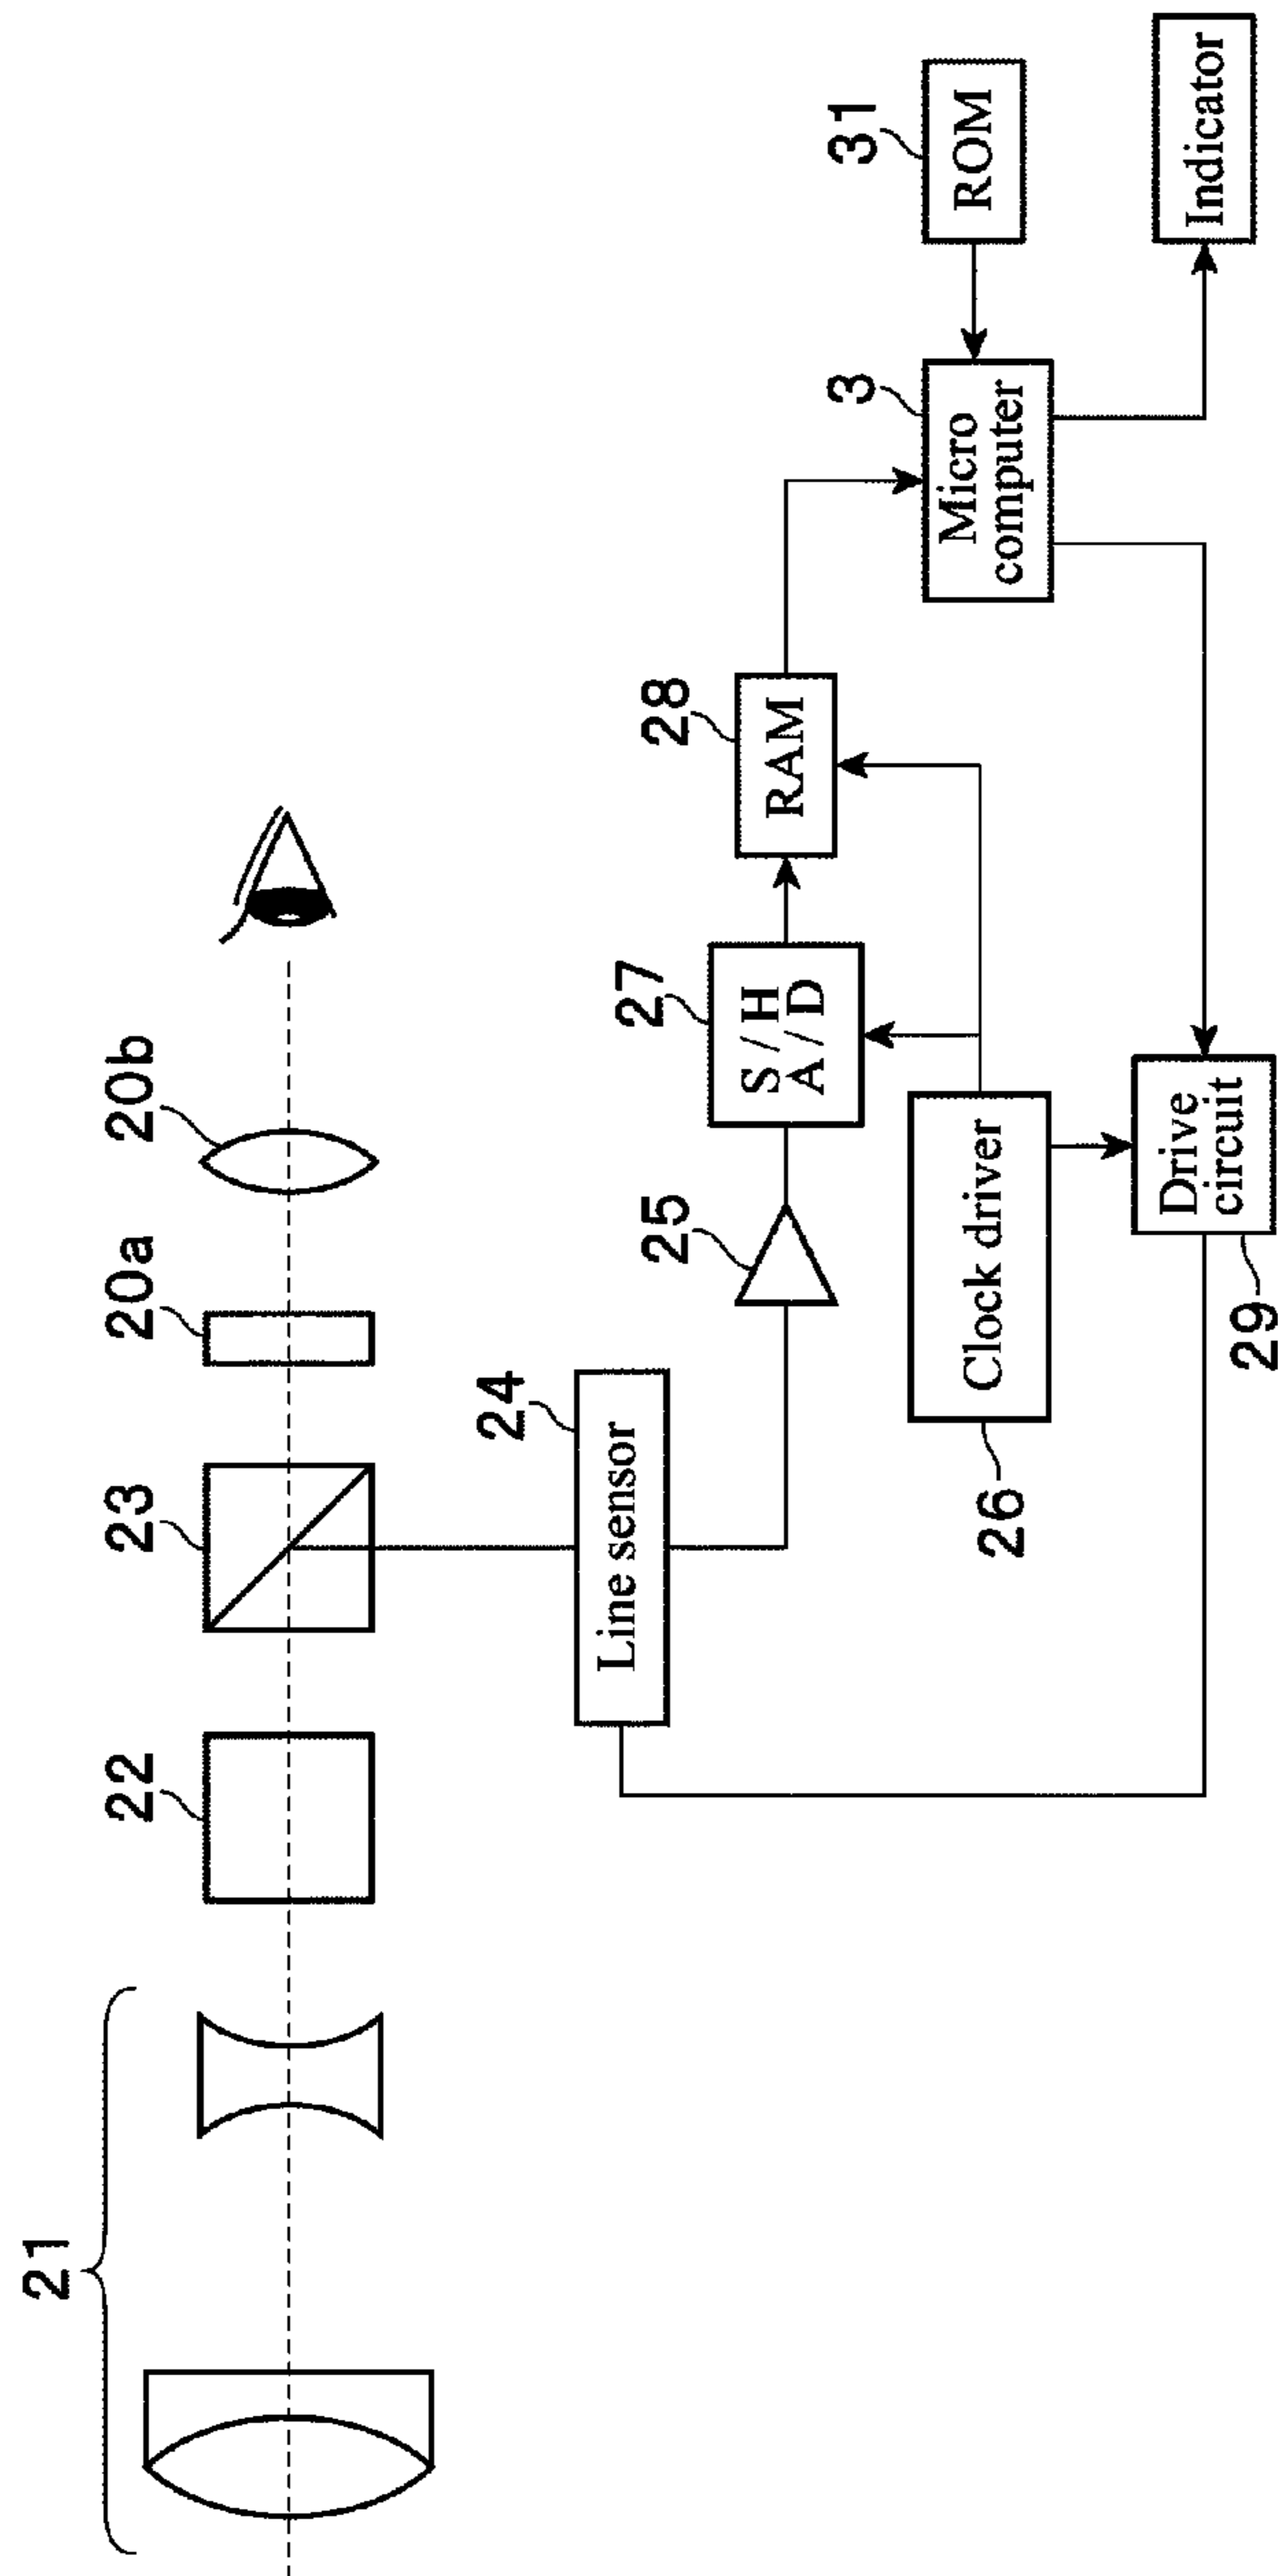 21
22
23
20a
20b
24
Line sensor
25
27
S/H
A/D
28
RAM
26
Clock driver
3
Micro
computer
31
ROM
29
Drive
circuit
Indicator